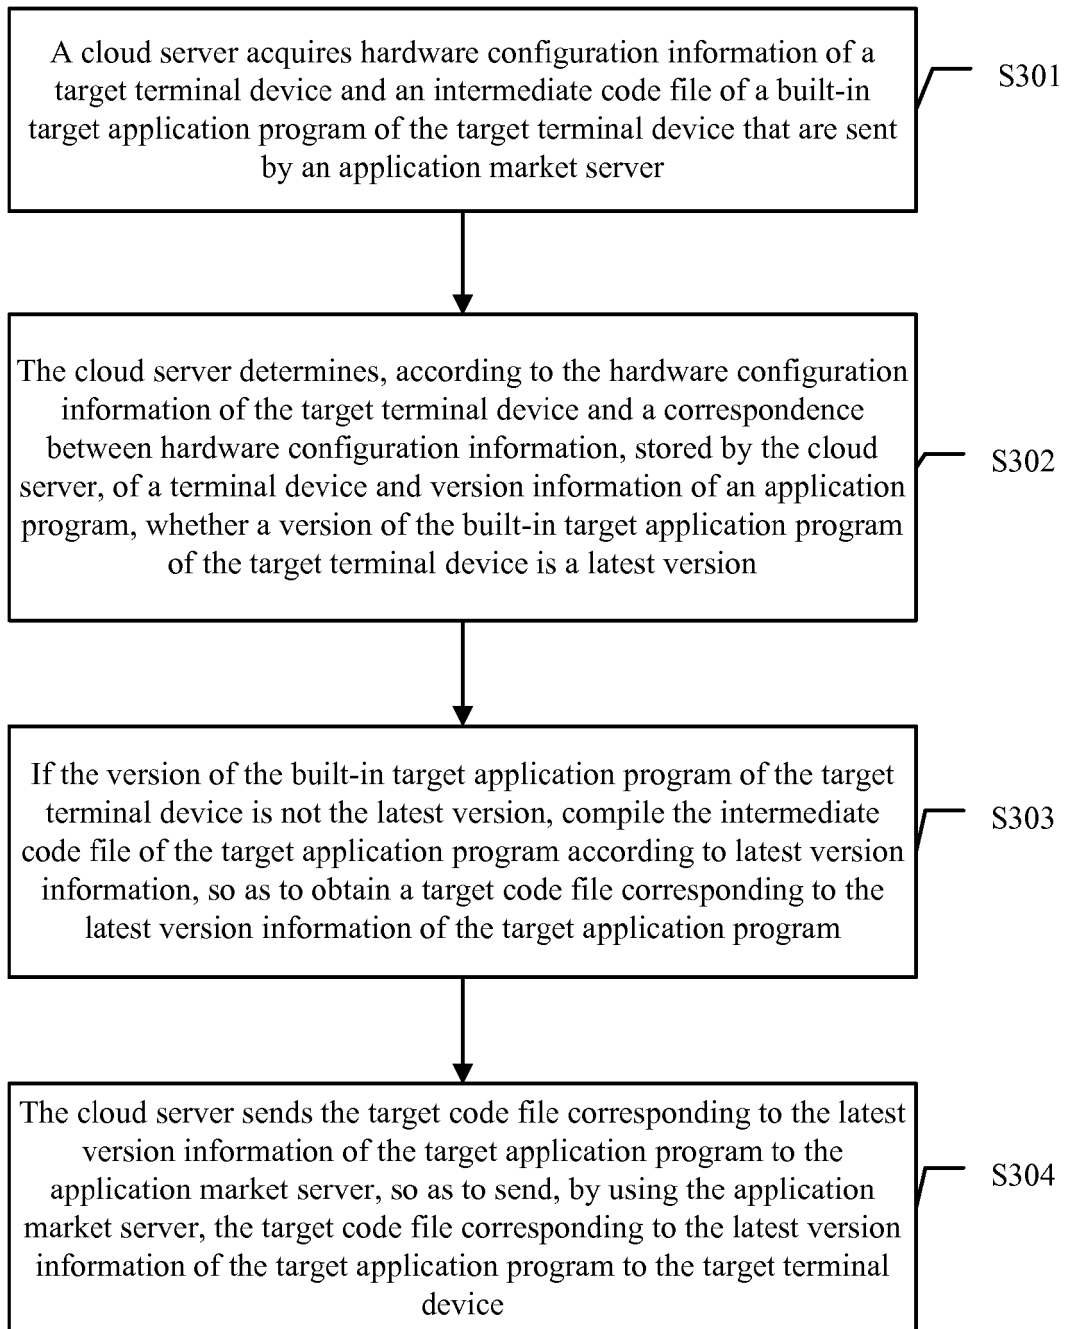 A cloud server acquires hardware configuration information of a
target terminal device and an intermediate code file of a built-in
target application program of the target terminal device that are sent
by an application market server
S301
The cloud server determines, according to the hardware configuration
information of the target terminal device and a correspondence
between hardware configuration information, stored by the cloud
server, of a terminal device and version information of an application
program, whether a version of the built-in target application program
of the target terminal device is a latest version
S302
If the version of the built-in target application program of the target
terminal device is not the latest version, compile the intermediate
code file of the target application program according to latest version
information, so as to obtain a target code file corresponding to the
latest version information of the target application program
S303
The cloud server sends the target code file corresponding to the latest
version information of the target application program to the
application market server, so as to send, by using the application
market server, the target code file corresponding to the latest version
information of the target application program to the target terminal
device
S304